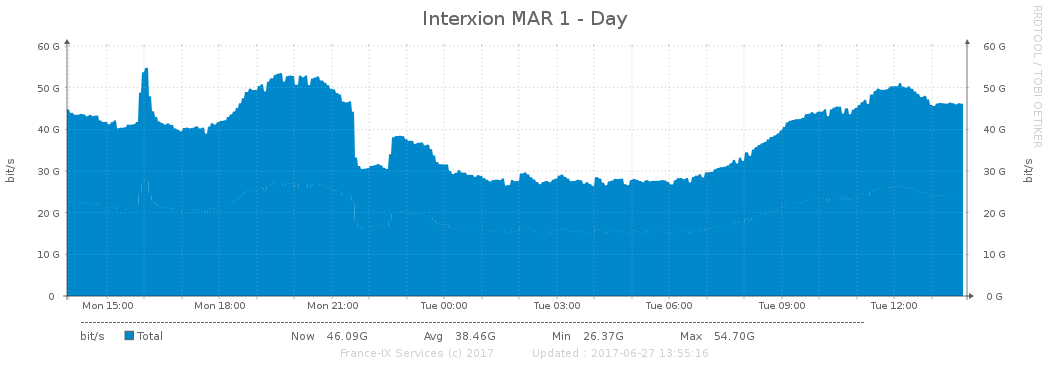 Interxion MAR 1 - Day
RRDTOOL / TOBI OETIKER
60 G 60 G
50 G 50 G
40 G 40 G
30 G 30 G
20 G 20 G
10 G 10 G
0 0 G
bit/s
bit/s
Mon 15:00 Mon 18:00 Mon 21:00 Tue 00:00 Tue 03:00 Tue 06:00 Tue 09:00 Tue 12:00
bit/s Total Now 46.09G Avg 38.46G Min 26.37G Max 54.70G
France-IX Services (c) 2017 Updated : 2017-06-27 13:55:16